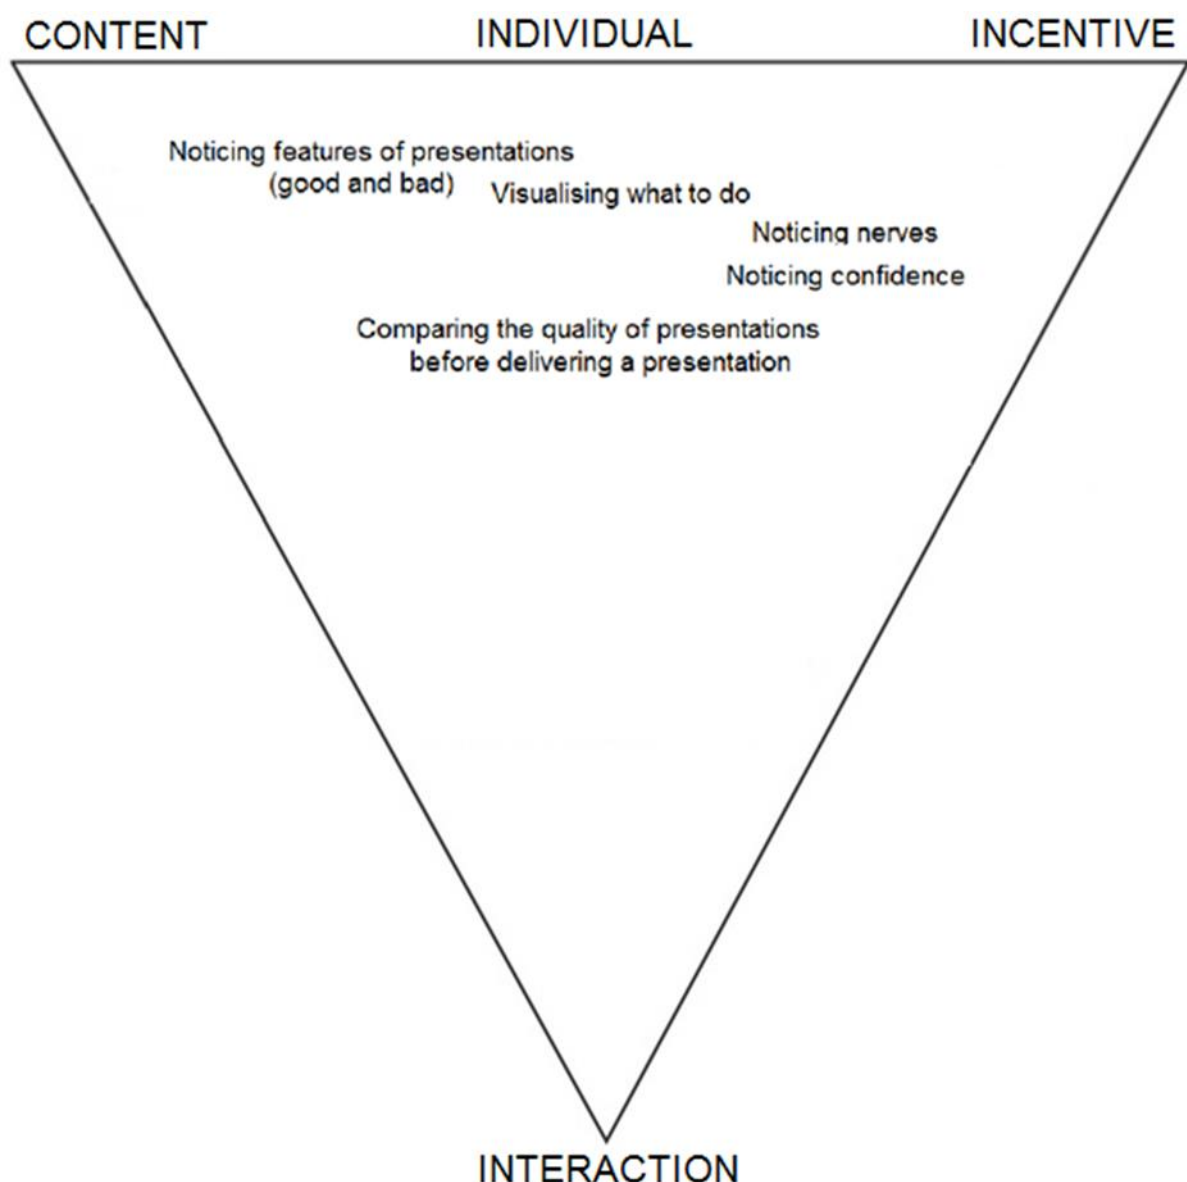 CONTENT
INDIVIDUAL
INCENTIVE
Noticing features of presentations
(good and bad)
Visualising what to do
Noticing nerves
Noticing confidence
Comparing the quality of presentations
before delivering a presentation
INTERACTION